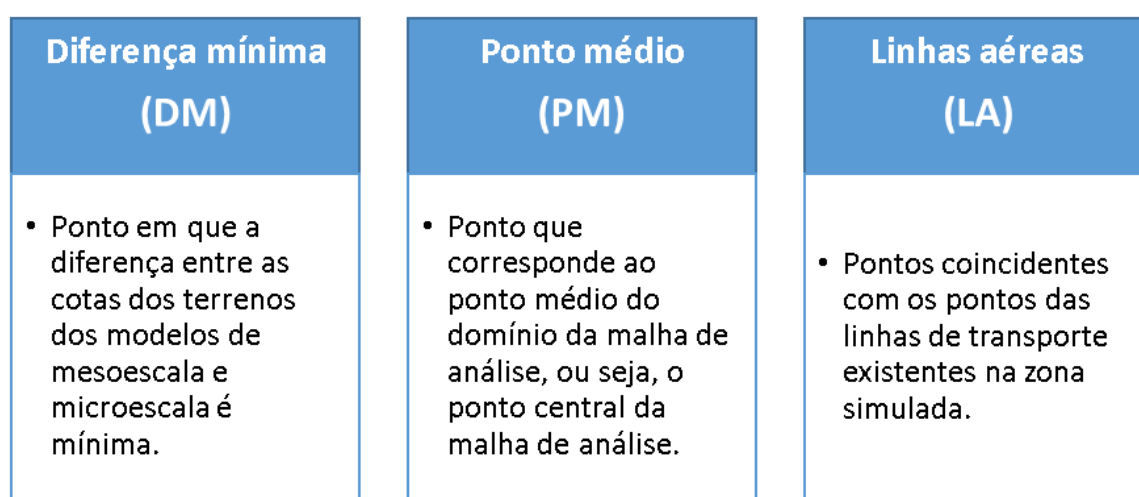 Diferença mínima
(DM)
• Ponto em que a
diferença entre as
cotas dos terrenos
dos modelos de
mesoescala e
microescala é
mínima.
Ponto médio
(PM)
• Ponto que
corresponde ao
ponto médio do
domínio da malha de
análise, ou seja, o
ponto central da
malha de análise.
Linhas aéreas
(LA)
• Pontos coincidentes
com os pontos das
linhas de transporte
existentes na zona
simulada.